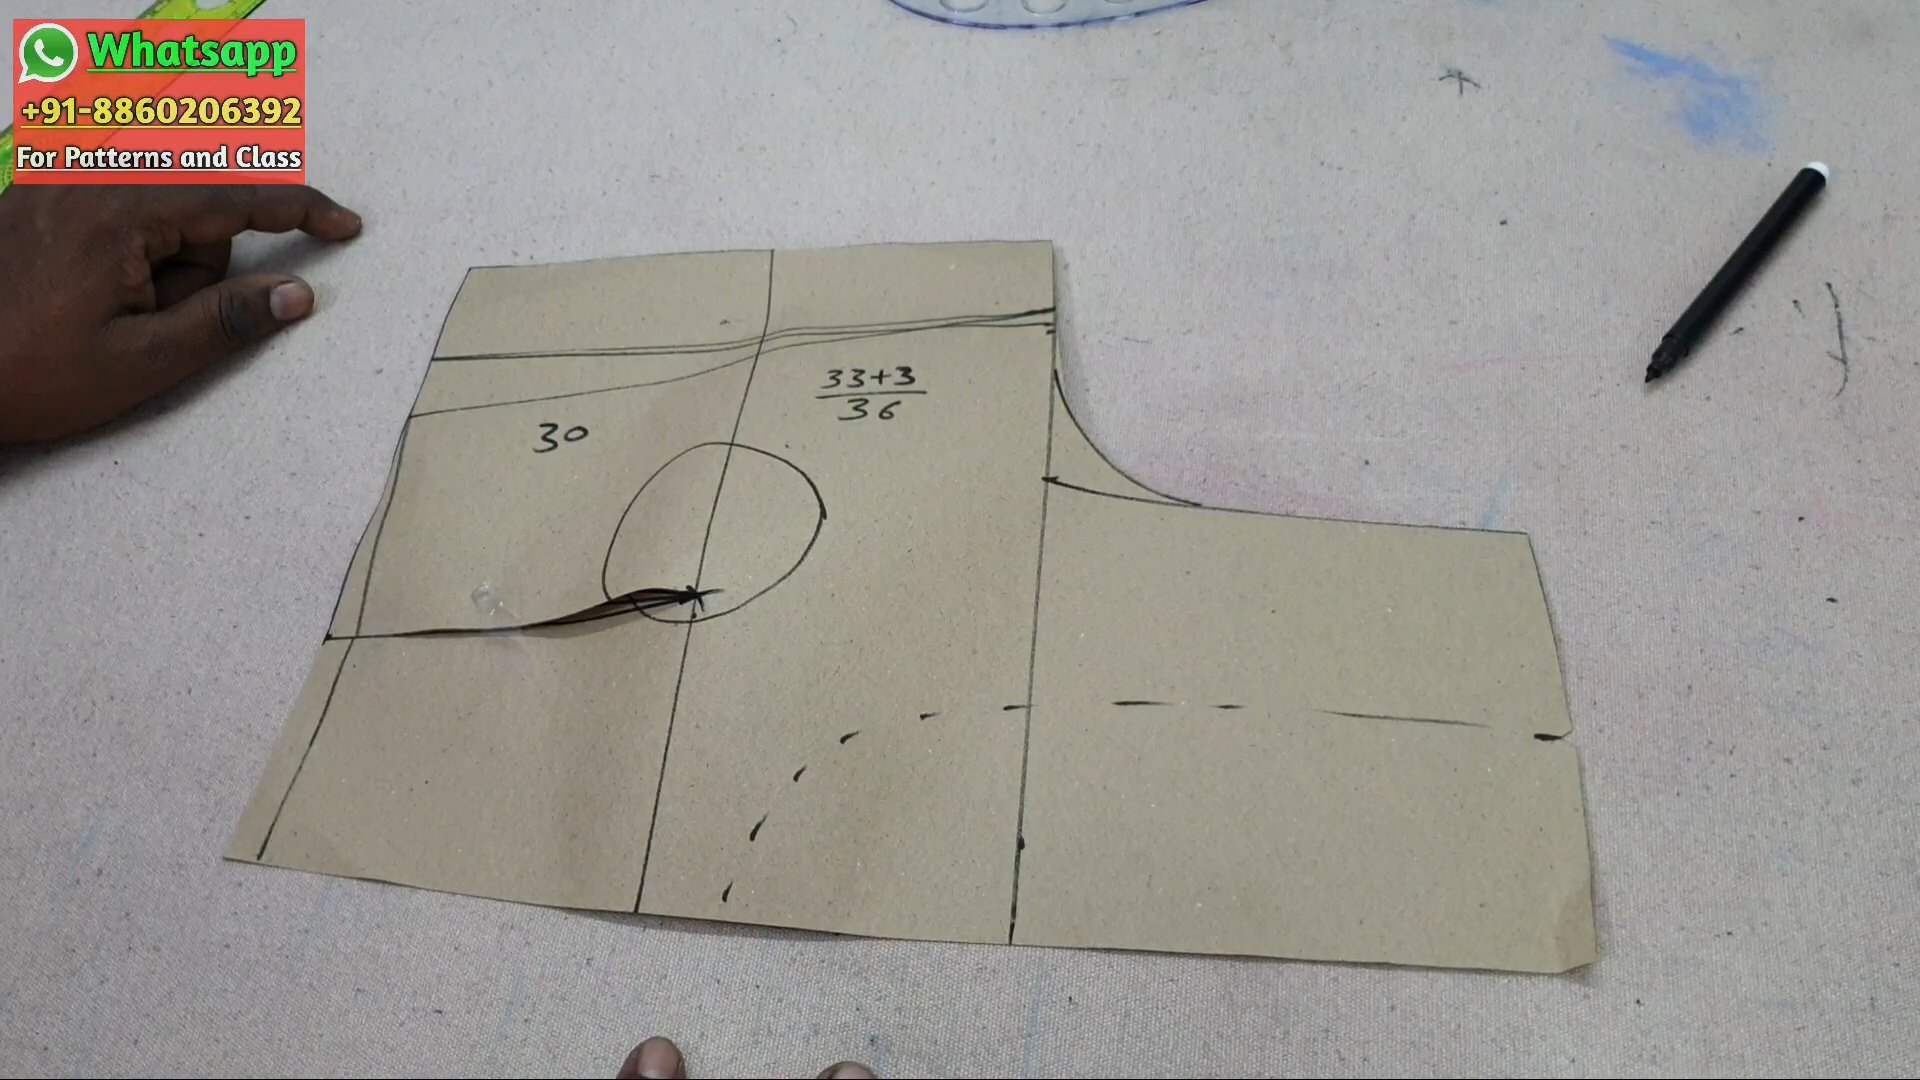 Whatsapp
+91-8860206392
For Patterns and Class
33+3
36
30